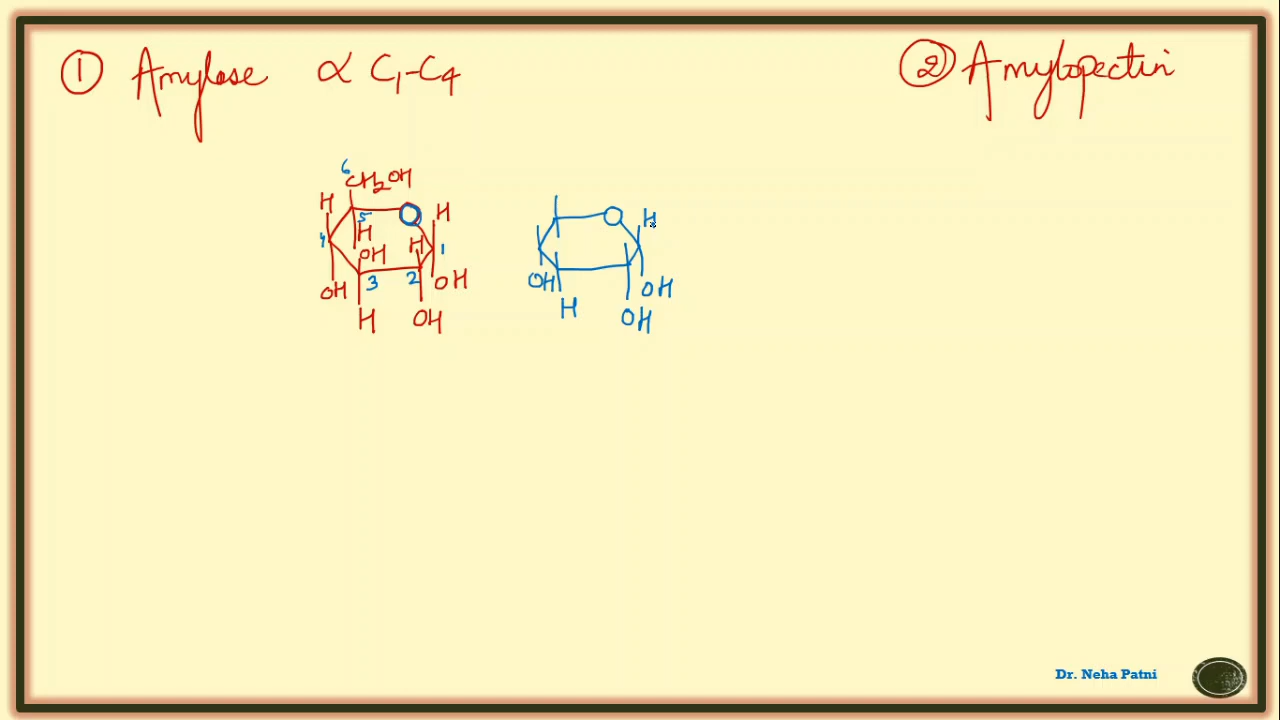 ① Amylose α C1-C4
② Amylopectin
6
CH2OH
H 5 O H
4 H OH H 1
OH 3 2 OH
H OH
O H
OH OH
H OH
Dr. Neha Patni